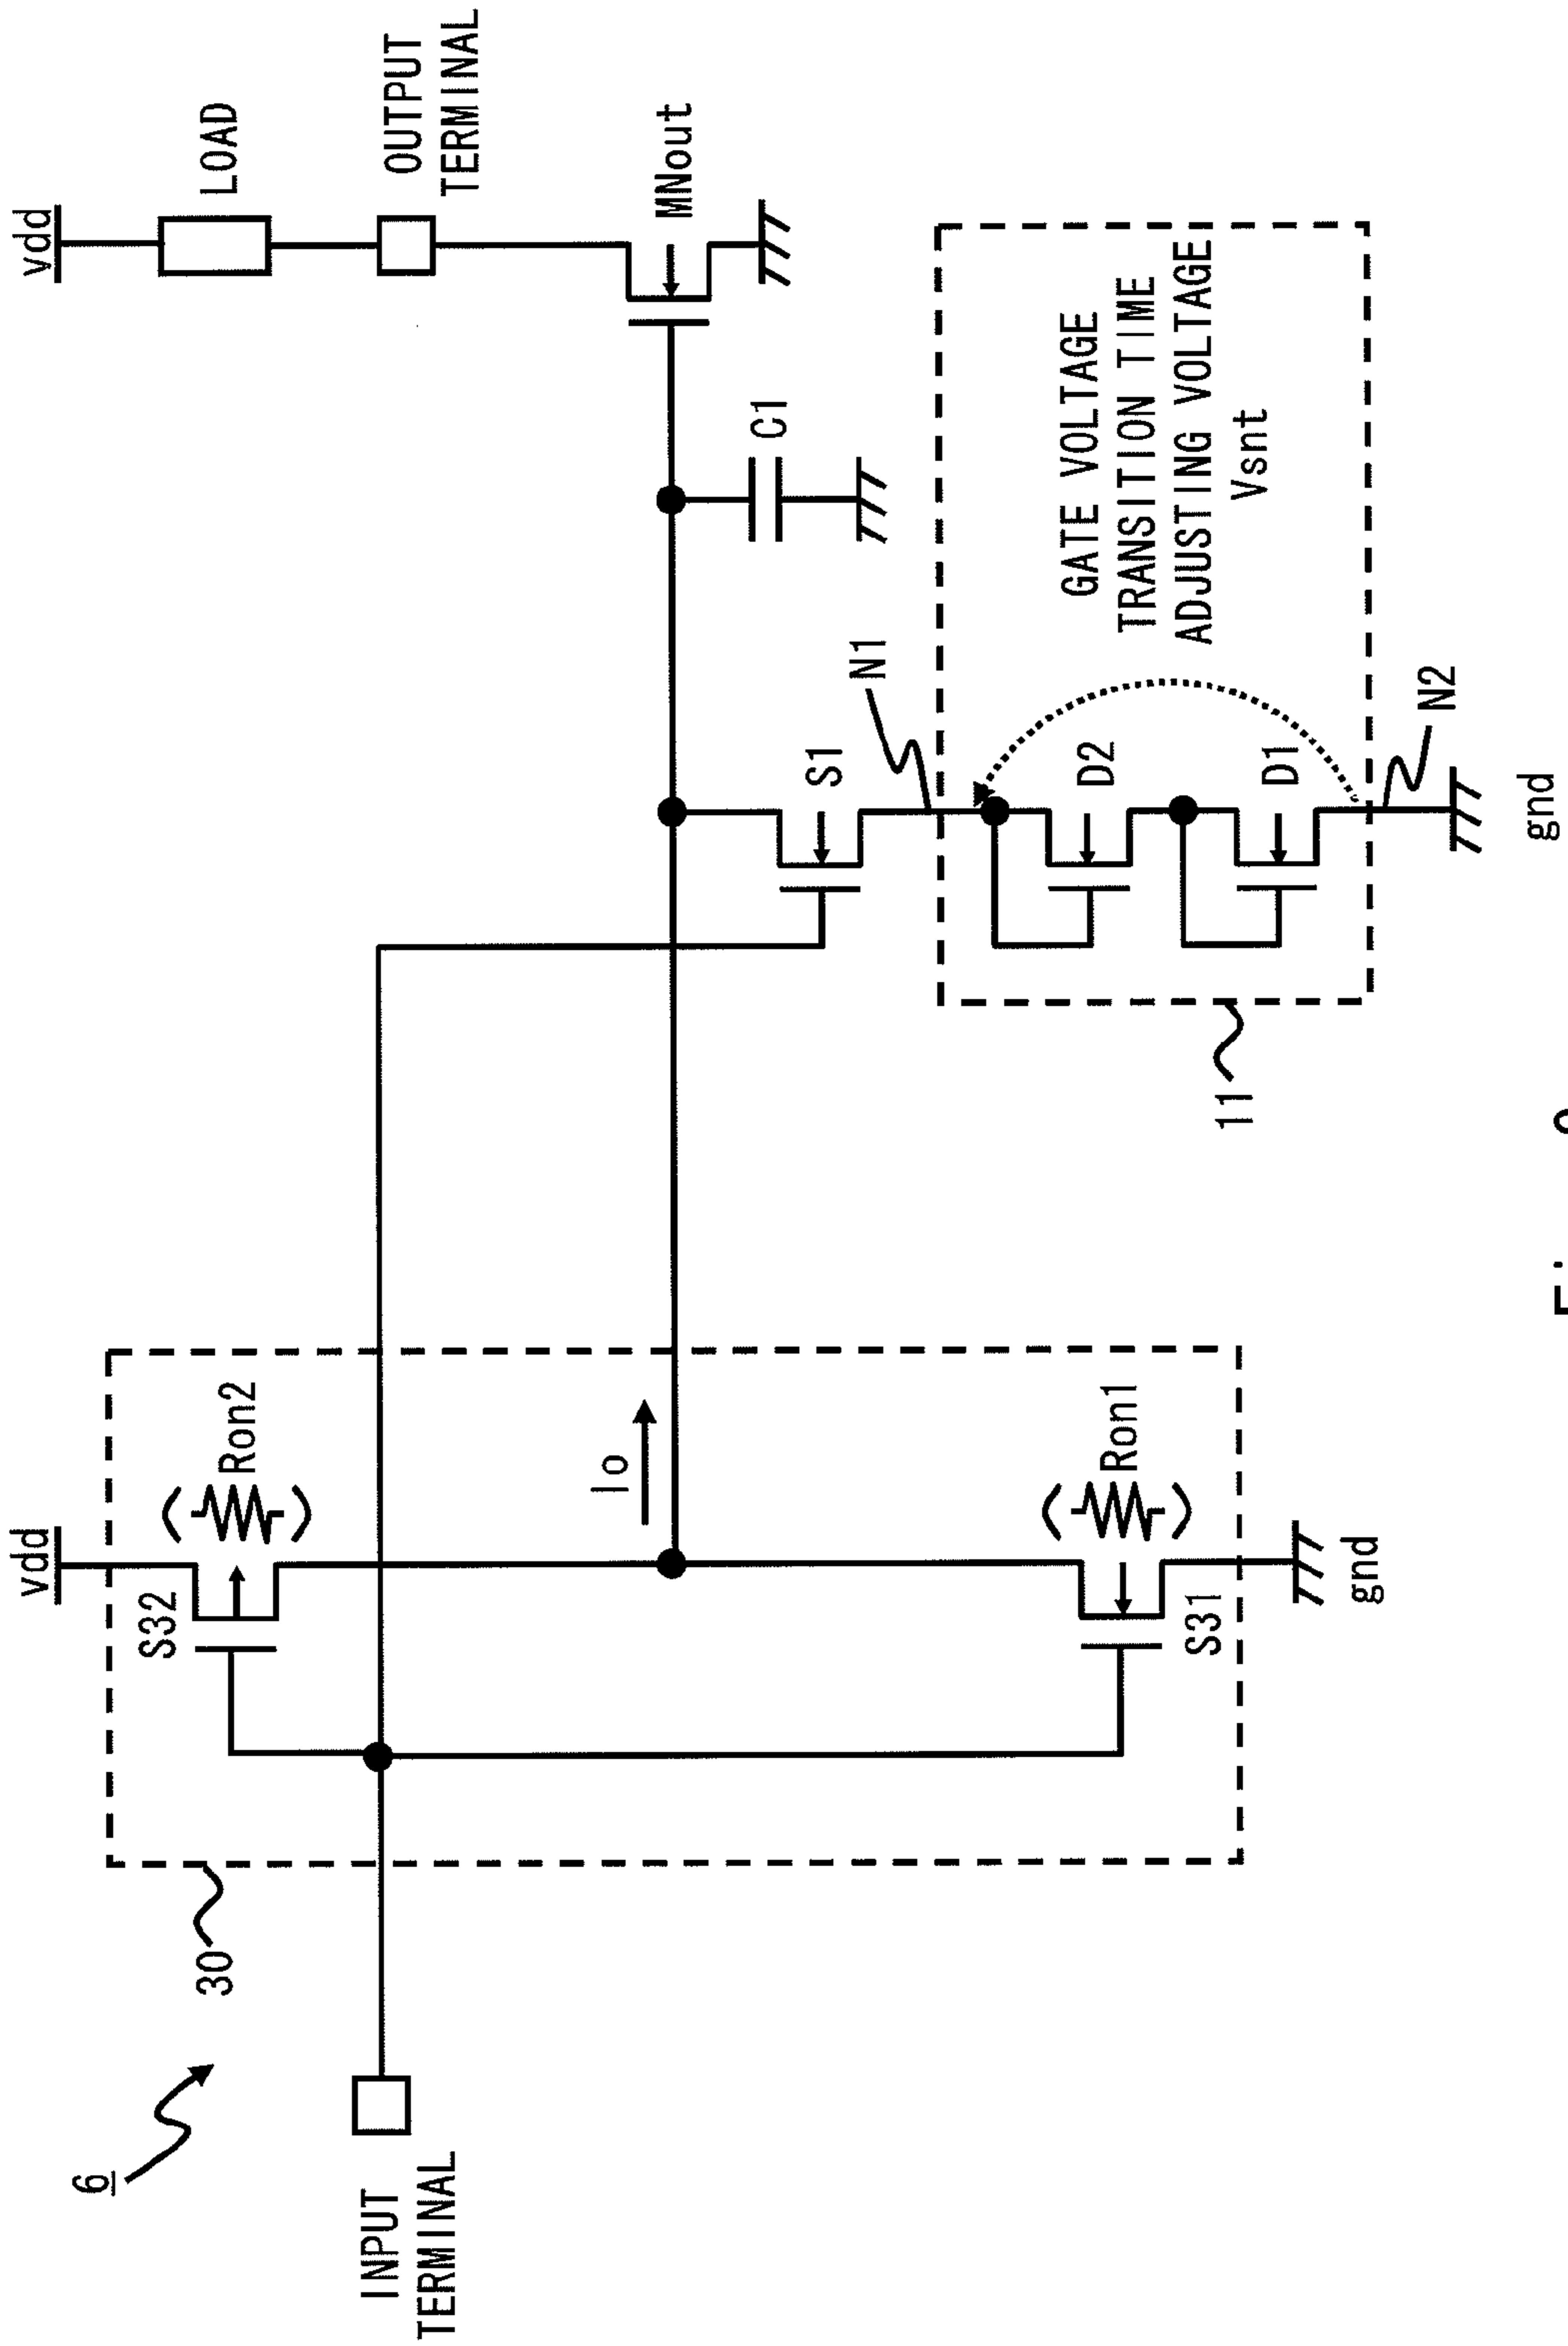 6
INPUT
TERMINAL
30
vdd
S32
Ron2
Io
Ron1
S31
gnd
vdd
LOAD
OUTPUT
TERMINAL
MNout
C1
S1
N1
GATE VOLTAGE
TRANSITION TIME
ADJUSTING VOLTAGE
Vsnt
D2
D1
N2
11
gnd